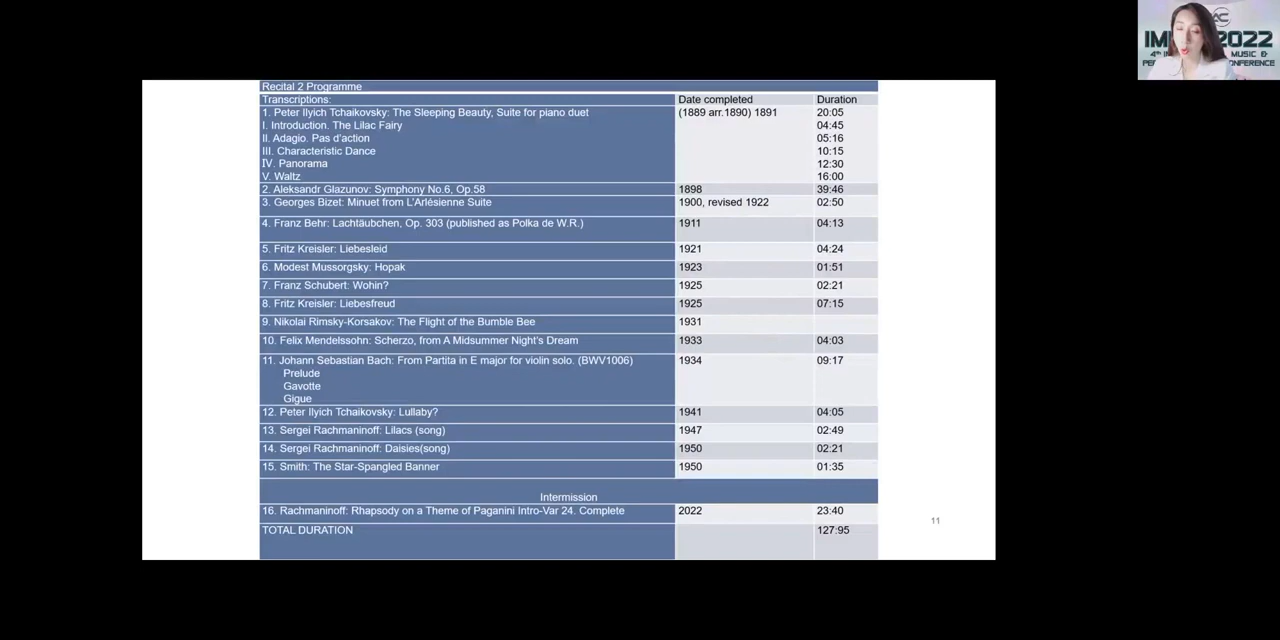 Recital 2 Programme
Transcriptions: Date completed Duration
1. Peter Ilyich Tchaikovsky: The Sleeping Beauty, Suite for piano duet (1889 arr.1890) 1891 20:05
I. Introduction. The Lilac Fairy 04:45
II. Adagio. Pas d'action 05:16
III. Characteristic Dance 10:15
IV. Panorama 12:30
V. Waltz 16:00
2. Aleksandr Glazunov: Symphony No.6, Op.58 1898 39:46
3. Georges Bizet: Minuet from L'Arlésienne Suite 1900, revised 1922 02:50
4. Franz Behr: Lachtäubchen, Op. 303 (published as Polka de W.R.) 1911 04:13
5. Fritz Kreisler: Liebesleid 1921 04:24
6. Modest Mussorgsky: Hopak 1923 01:51
7. Franz Schubert: Wohin? 1925 02:21
8. Fritz Kreisler: Liebesfreud 1925 07:15
9. Nikolai Rimsky-Korsakov: The Flight of the Bumble Bee 1931
10. Felix Mendelssohn: Scherzo, from A Midsummer Night's Dream 1933 04:03
11. Johann Sebastian Bach: From Partita in E major for violin solo. (BWV1006) 1934 09:17
Prelude
Gavotte
Gigue
12. Peter Ilyich Tchaikovsky: Lullaby? 1941 04:05
13. Sergei Rachmaninoff: Lilacs (song) 1947 02:49
14. Sergei Rachmaninoff: Daisies(song) 1950 02:21
15. Smith: The Star-Spangled Banner 1950 01:35
Intermission
16. Rachmaninoff: Rhapsody on a Theme of Paganini Intro-Var 24. Complete 2022 23:40
TOTAL DURATION 127:95
11
2022
MUSIC &